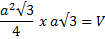 a²√3/4 x a√3 = V